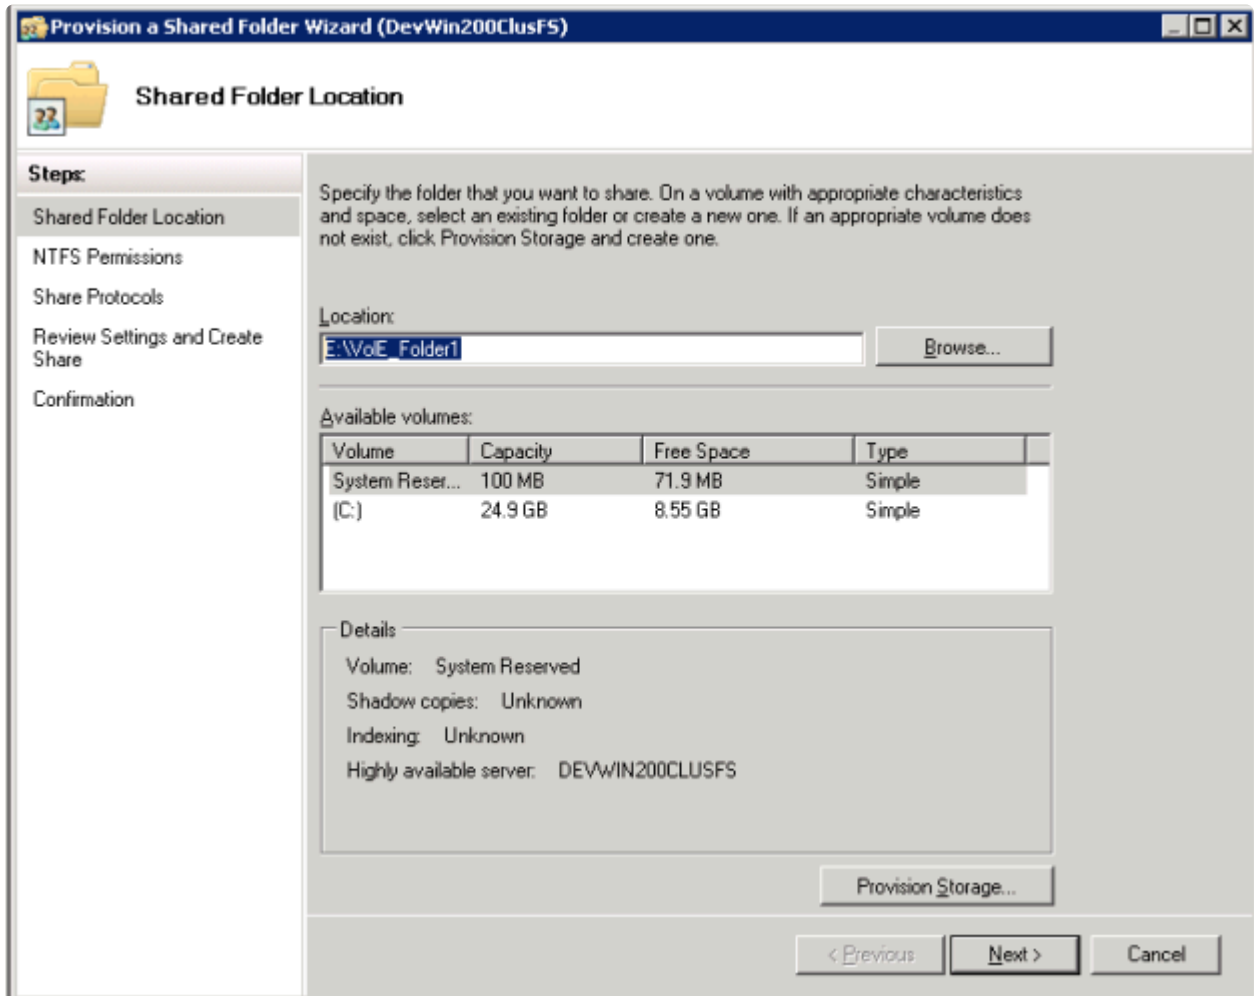 Provision a Shared Folder Wizard (DevWin200ClusFS)
Shared Folder Location
Steps:
Shared Folder Location
NTFS Permissions
Share Protocols
Review Settings and Create
Share
Confirmation
Specify the folder that you want to share. On a volume with appropriate characteristics
and space, select an existing folder or create a new one. If an appropriate volume does
not exist, click Provision Storage and create one.
Location:
E:\VolE_Folder1
Browse...
Available volumes:
Volume Capacity Free Space Type
System Reser... 100 MB 71.9 MB Simple
(C:) 24.9 GB 8.55 GB Simple
Details
Volume: System Reserved
Shadow copies: Unknown
Indexing: Unknown
Highly available server: DEVWIN200CLUSFS
Provision Storage...
< Previous Next > Cancel